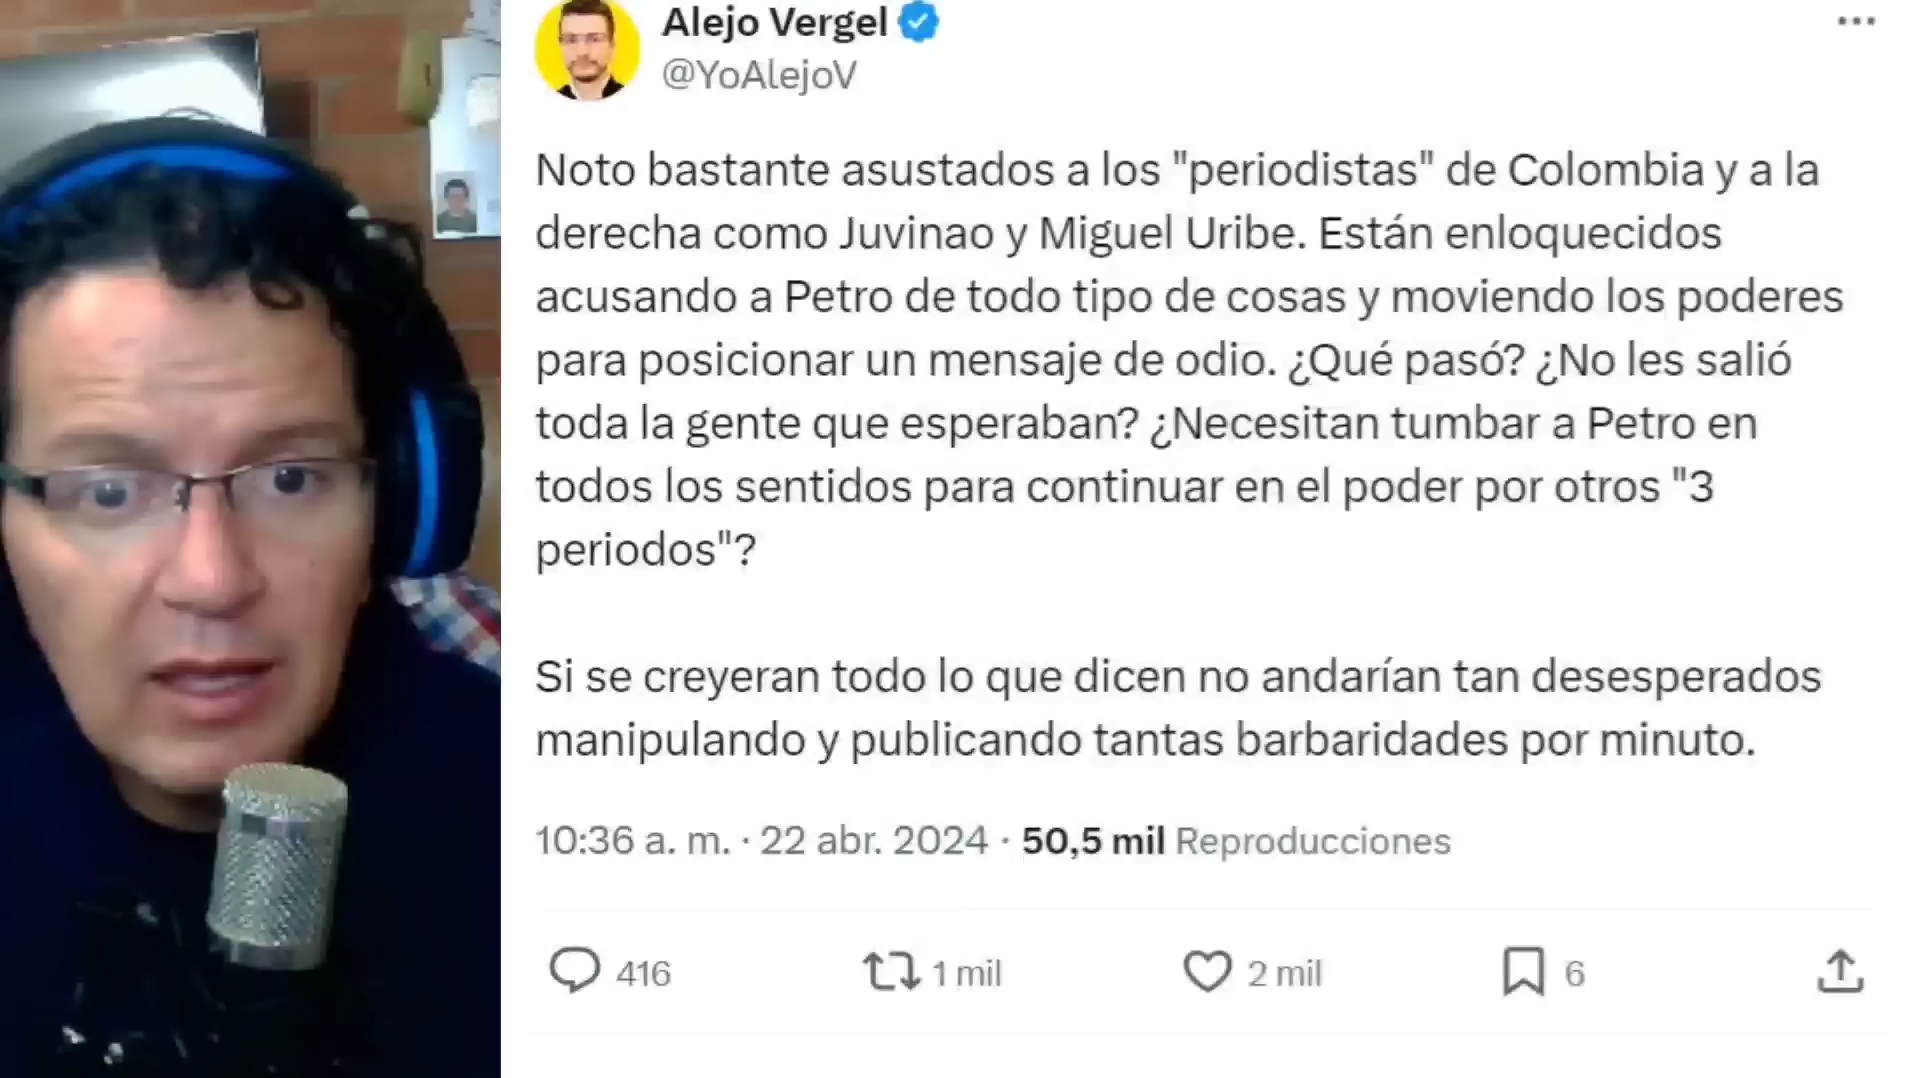 Alejo Vergel
@YoAlejoV
Noto bastante asustados a los "periodistas" de Colombia y a la
derecha como Juvinao y Miguel Uribe. Están enloquecidos
acusando a Petro de todo tipo de cosas y moviendo los poderes
para posicionar un mensaje de odio. ¿Qué pasó? ¿No les salió
toda la gente que esperaban? ¿Necesitan tumbar a Petro en
todos los sentidos para continuar en el poder por otros "3
periodos"?
Si se creyeran todo lo que dicen no andarían tan desesperados
manipulando y publicando tantas barbaridades por minuto.
10:36 a. m. · 22 abr. 2024 · 50,5 mil Reproducciones
416 1 mil 2 mil 6